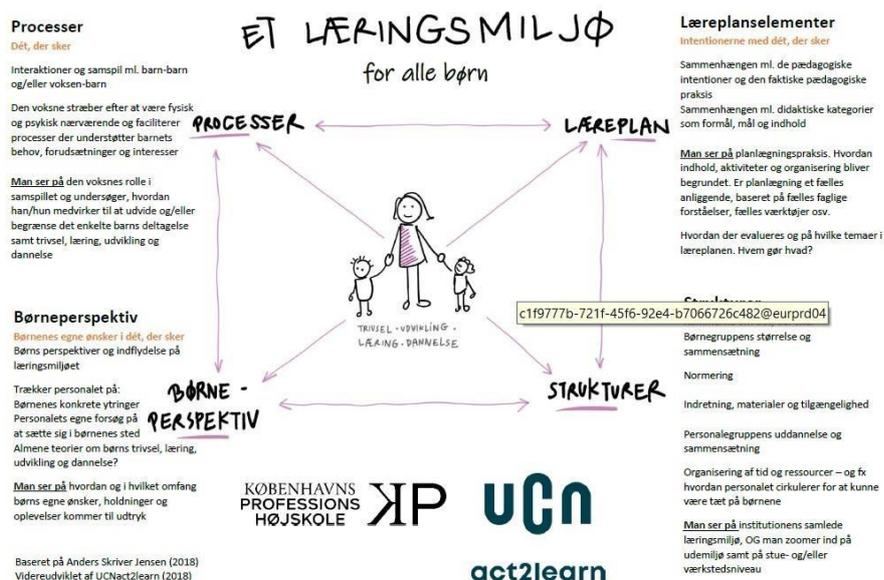 ET LÆRINGSMILJØ
for alle børn
Processer
Dét, der sker
Interaktioner og samspil ml. barn-barn
og/eller voksen-barn
Den voksne stræber efter at være fysisk
og psykisk nærværende og faciliterer
processer der understøtter barnets
behov, forudsætninger og interesser
Man ser på den voksnes rolle i
samspillet og undersøger, hvordan
han/hun medvirker til at udvide og/eller
begrænse det enkelte barns deltagelse
samt trivsel, læring, udvikling og
dannelse
Læreplanselementer
Intentionerne med dét, der sker
Sammenhængen ml. de pædagogiske
intentioner og den faktiske pædagogiske
praksis
Sammenhængen ml. didaktiske kategorier
som formål, mål og indhold
Man ser på planlægningspraksis. Hvordan
indhold, aktiviteter og organisering bliver
begrundet. Er planlægning et fælles
anliggende, baseret på fælles faglige
forståelser, fælles værktøjer osv.
Hvordan der evalueres og på hvilke temaer i
læreplanen. Hvem gør hvad?
PROCESSER
LÆREPLAN
TRIVSEL · UDVIKLING ·
LÆRING · DANNELSE
BØRNE -
PERSPEKTIV
STRUKTURER
c1f9777b-721f-45f6-92e4-b7066726c482@eurprd04
Børneperspektiv
Børnenes egne ønsker i dét, der sker
Børns perspektiver og indflydelse på
læringsmiljøet
Trækker personalet på:
Børnenes konkrete ytringer
Personalets egne forsøg på
at sætte sig i børnenes sted
Almene teorier om børns trivsel, læring,
udvikling og dannelse?
Man ser på hvordan og i hvilket omfang
børns egne ønsker, holdninger og
oplevelser kommer til udtryk
Baseret på Anders Skriver Jensen (2018)
Videreudviklet af UCNact2learn (2018)
Strukturer
Børnegruppens størrelse og
sammensætning
Normering
Indretning, materialer og tilgængelighed
Personalegruppens uddannelse og
sammensætning
Organisering af tid og ressourcer – og fx
hvordan personalet cirkulerer for at kunne
være tæt på børnene
Man ser på institutionens samlede
læringsmiljø, OG man zoomer ind på
udemiljø samt på stue- og/eller
værkstedsniveau
KØBENHAVNS
PROFESSIONS
HØJSKOLE
KP
UCN
act2learn